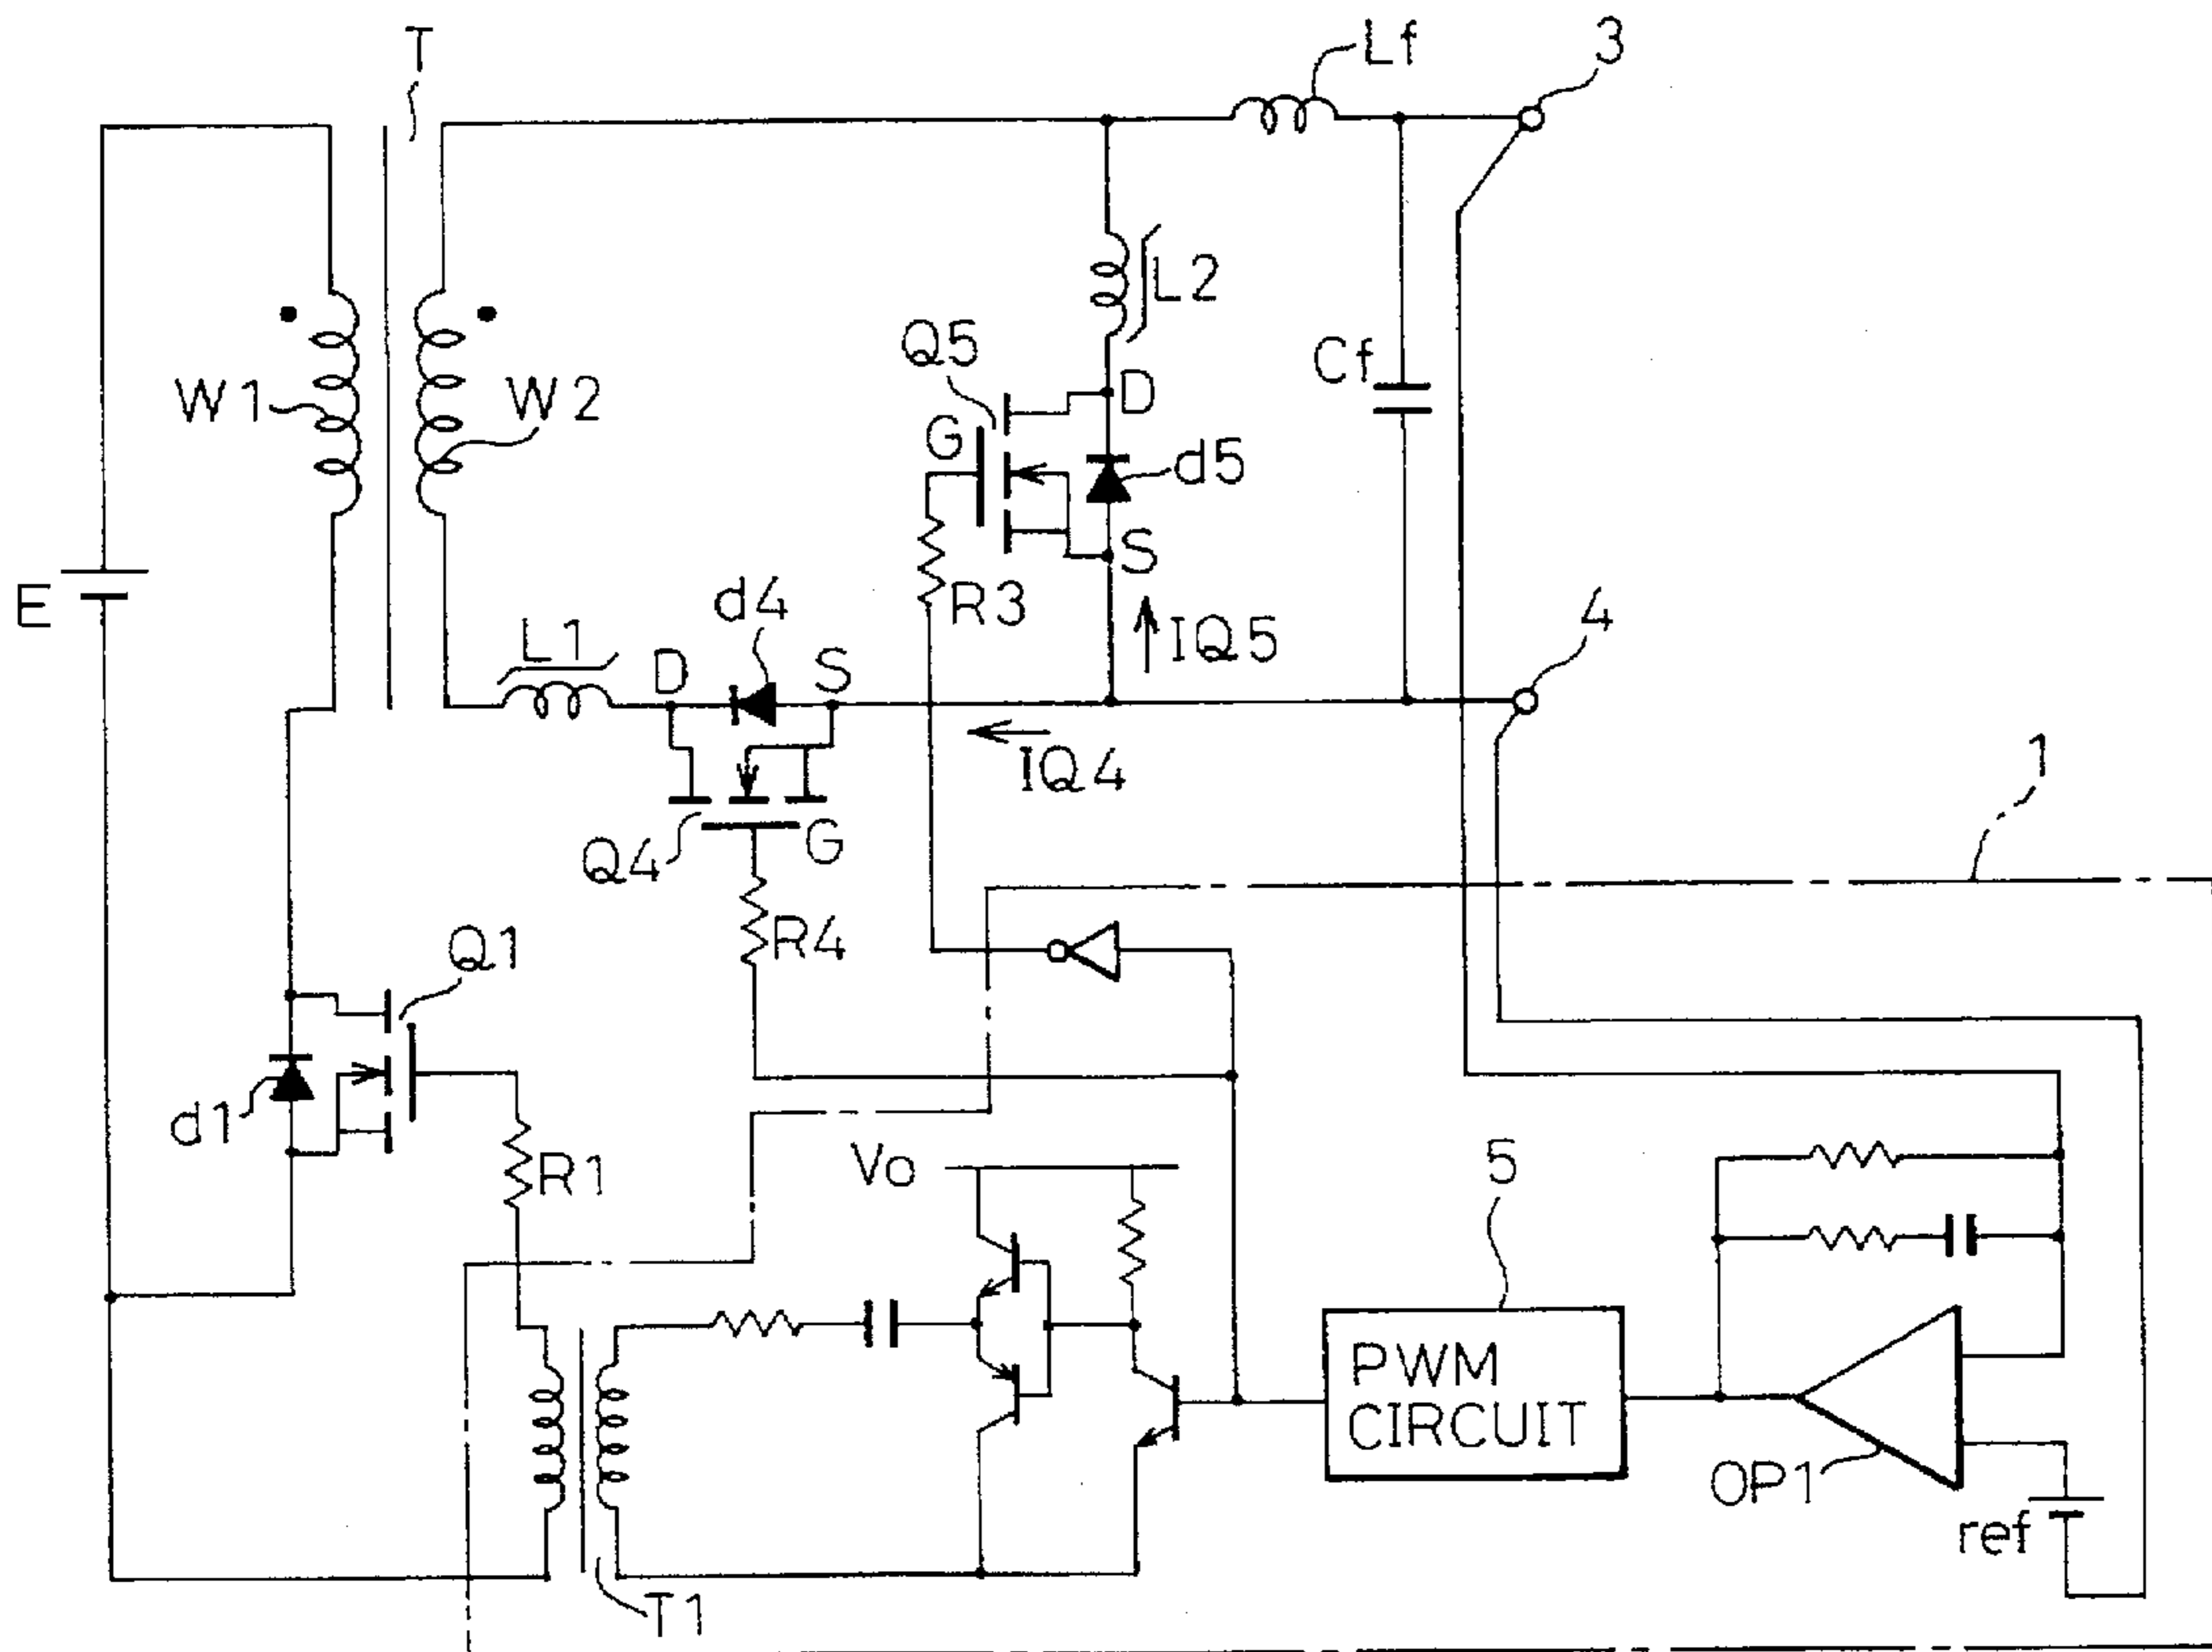 T
Lf
3
L2
Q5
D
Cf
W1
W2
G
d5
S
E
R3
d4
4
L1
D
S
IQ5
IQ4
1
Q4
G
R4
Q1
d1
R1
Vo
5
PWM
CIRCUIT
OP1
ref
T1